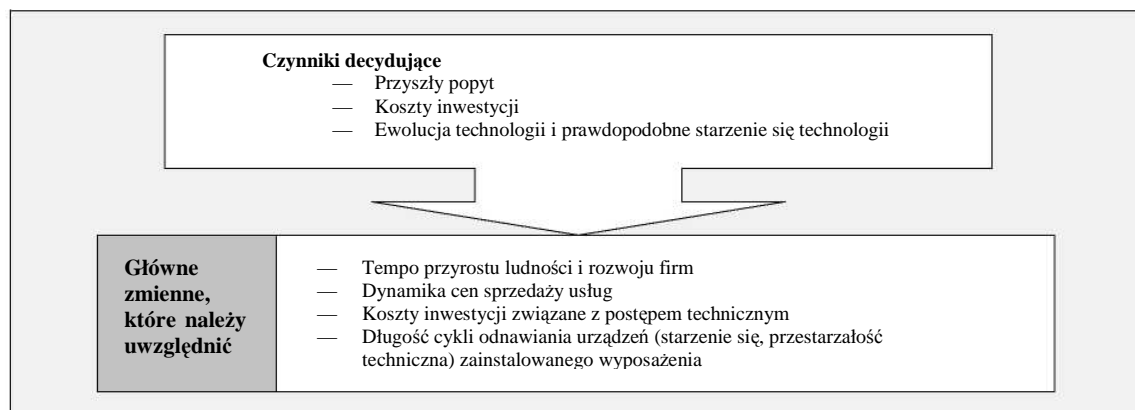 Czynniki decydujące
— Przyszły popyt
— Koszty inwestycji
— Ewolucja technologii i prawdopodobne starzenie się technologii
Główne
zmienne,
które należy
uwzględnić
— Tempo przyrostu ludności i rozwoju firm
— Dynamika cen sprzedaży usług
— Koszty inwestycji związane z postępem technicznym
— Długość cykli odnawiania urządzeń (starzenie się, przestarzałość
techniczna) zainstalowanego wyposażenia